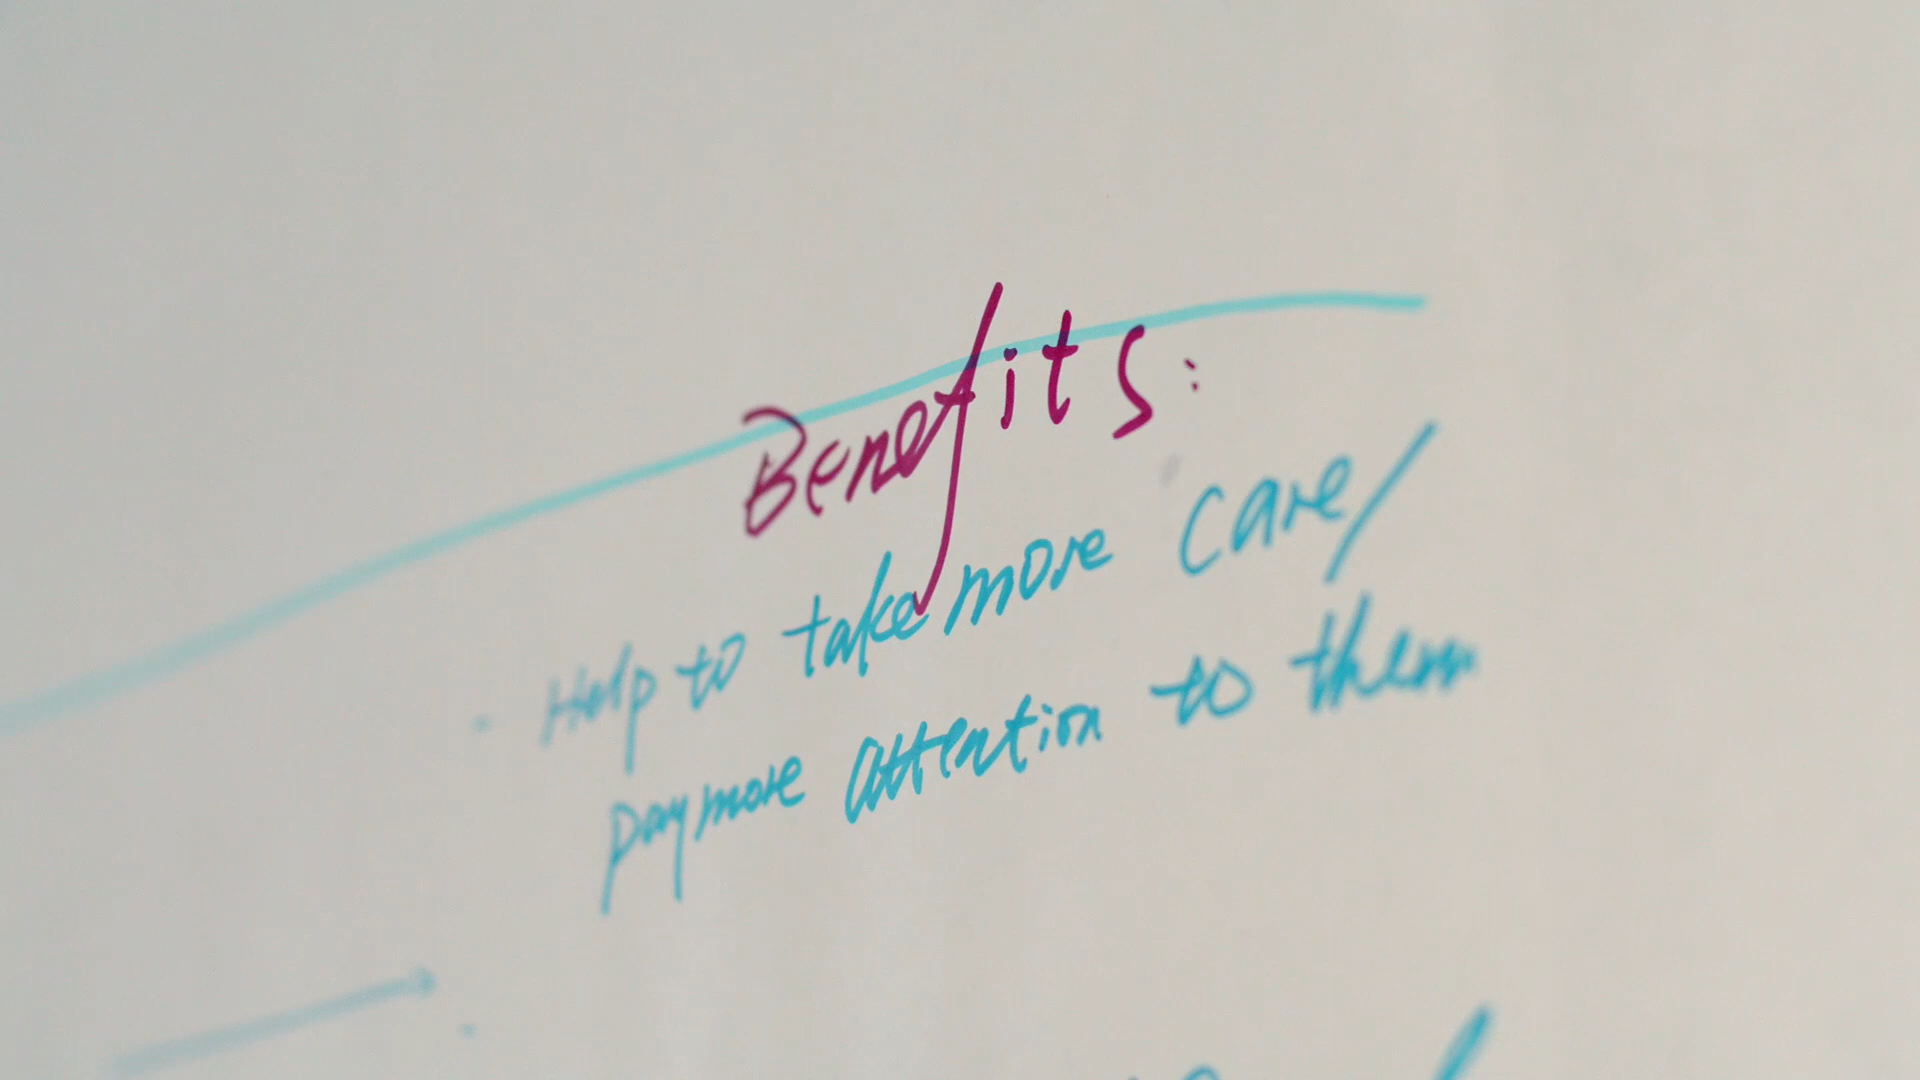 Benefits:
· Help to take more care/
pay more attention to them